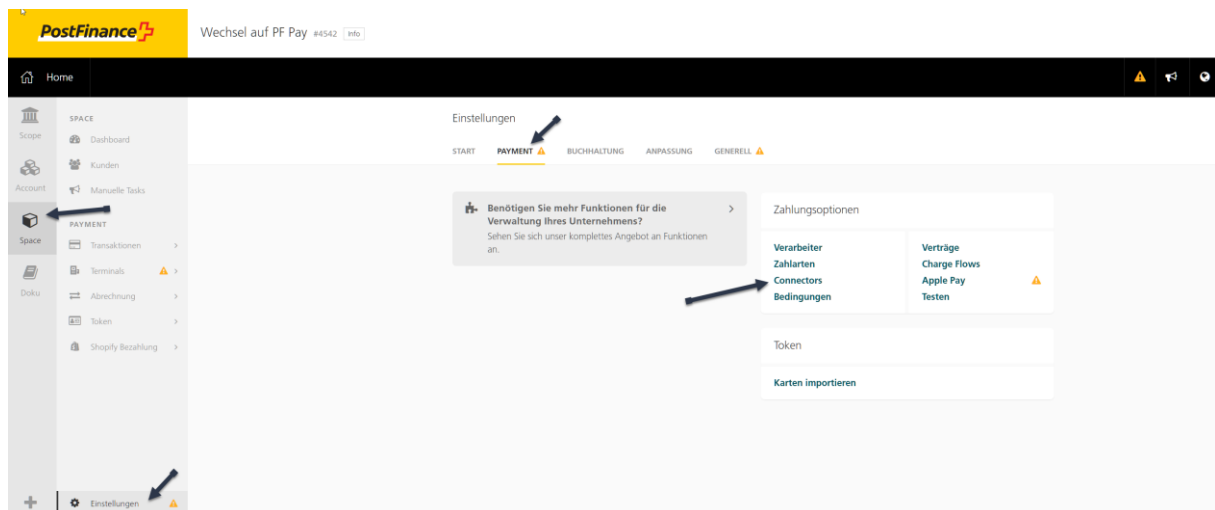 PostFinance
Wechsel auf PF Pay #4542 Info
Home
Scope
Account
Space
Doku
SPACE
Dashboard
Kunden
Manuelle Tasks
PAYMENT
Transaktionen
Terminals
Abrechnung
Token
Shopify Bezahlung
Einstellungen
Einstellungen
START PAYMENT BUCHHALTUNG ANPASSUNG GENERELL
Benötigen Sie mehr Funktionen für die
Verwaltung Ihres Unternehmens?
Sehen Sie sich unser komplettes Angebot an Funktionen
an.
Zahlungsoptionen
Verarbeiter
Zahlarten
Connectors
Bedingungen
Verträge
Charge Flows
Apple Pay
Testen
Token
Karten importieren